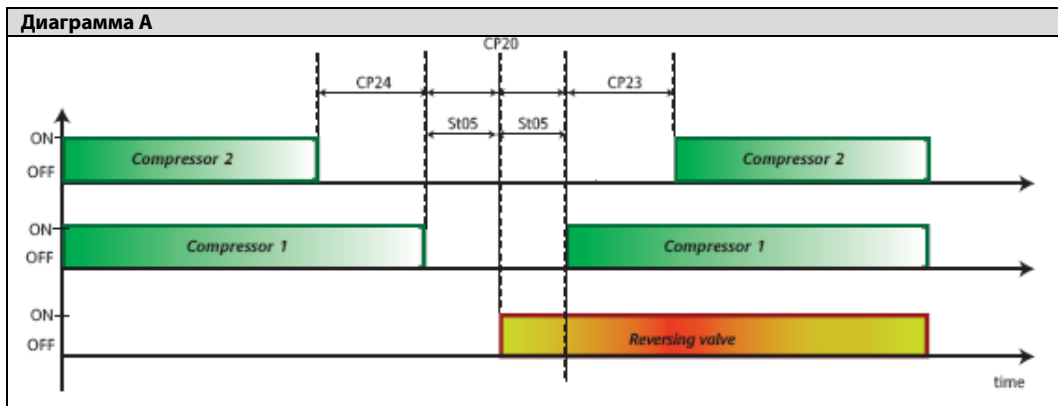 Диаграмма А
CP20
CP24
CP23
St05
St05
ON
OFF
Compressor 2
Compressor 2
ON
OFF
Compressor 1
Compressor 1
ON
OFF
Reversing valve
time